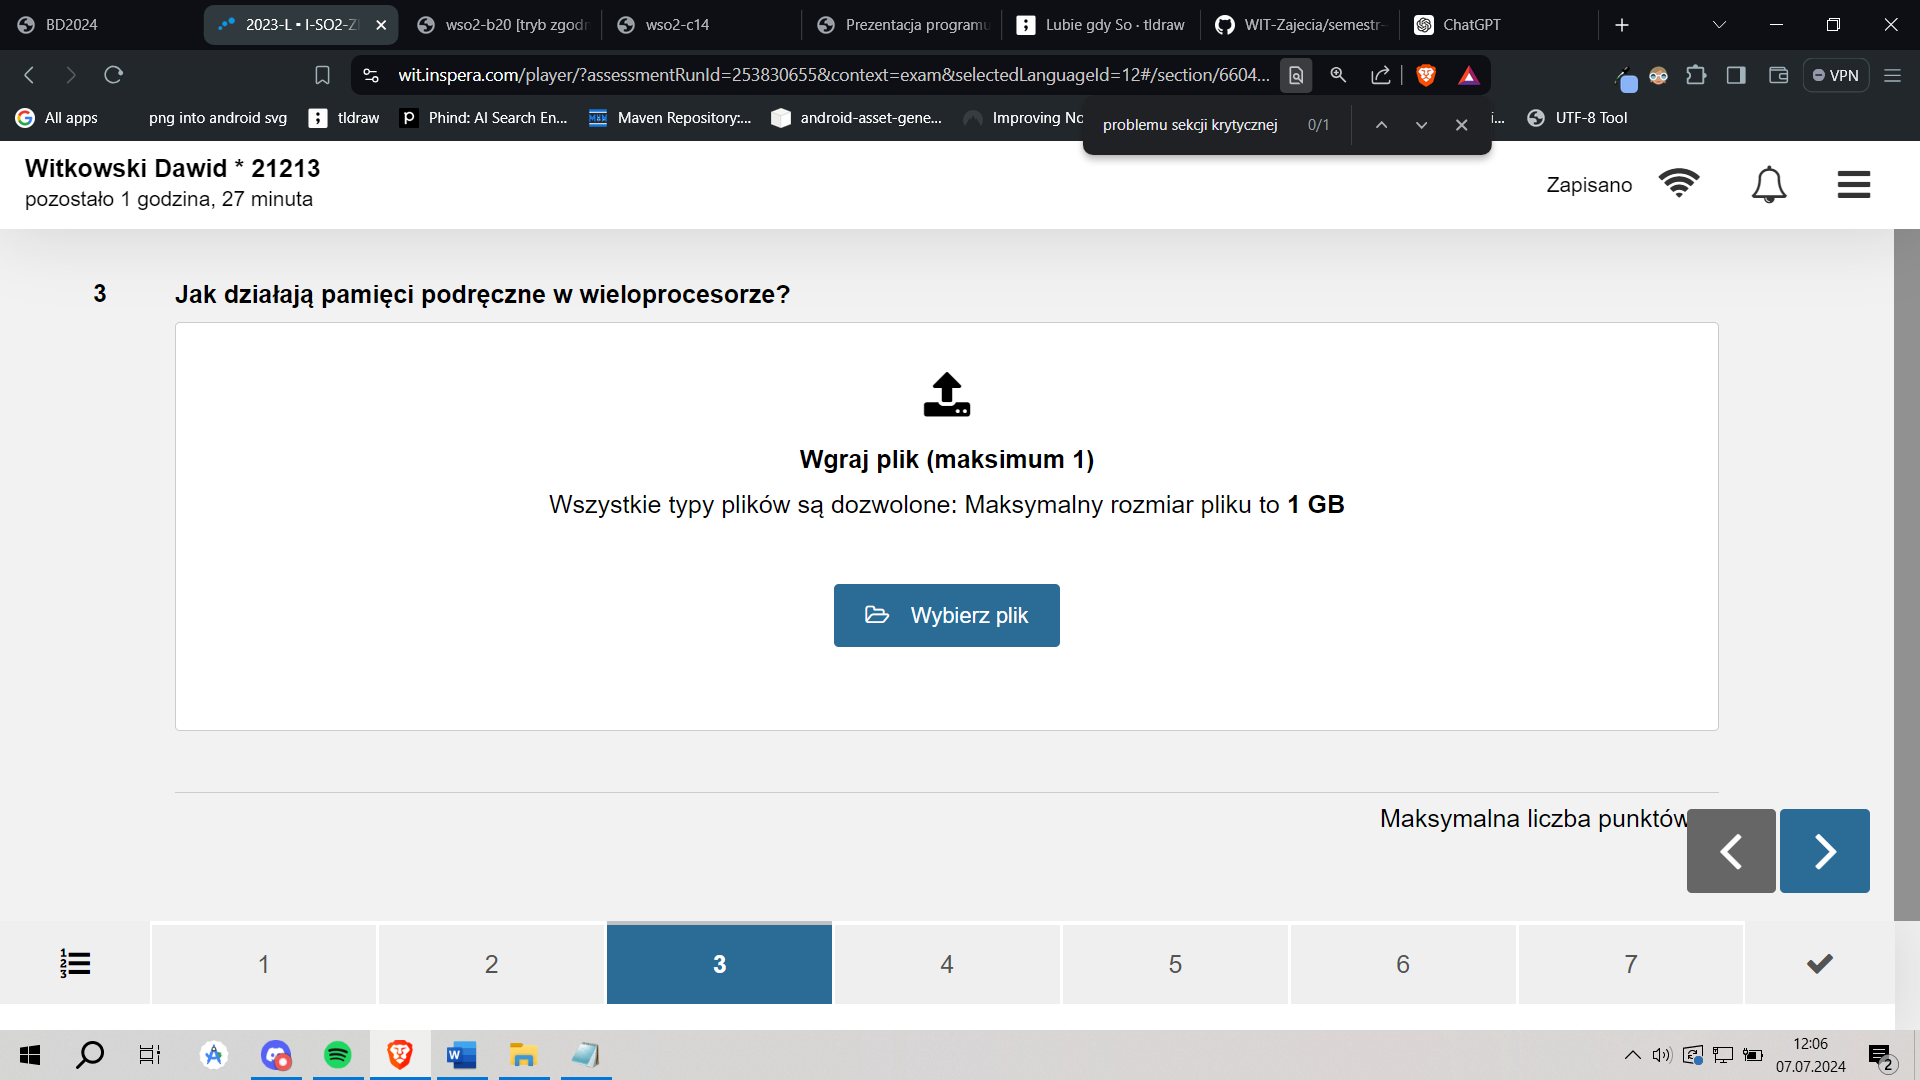 BD2024
2023-L ▪ I-SO2-Z
wso2-b20 [tryb zgodn
wso2-c14
Prezentacja programu
Lubie gdy So · tldraw
WIT-Zajecia/semestr-
ChatGPT
wit.inspera.com/player/?assessmentRunId=253830655&context=exam&selectedLanguageId=12#/section/6604...
VPN
All apps
png into android svg
tldraw
Phind: AI Search En...
Maven Repository:...
android-asset-gene...
Improving No
i...
UTF-8 Tool
problemu sekcji krytycznej 0/1
Witkowski Dawid * 21213
pozostało 1 godzina, 27 minuta
Zapisano
3 Jak działają pamięci podręczne w wieloprocesorze?
Wgraj plik (maksimum 1)
Wszystkie typy plików są dozwolone: Maksymalny rozmiar pliku to 1 GB
Wybierz plik
Maksymalna liczba punktów
1 2 3 4 5 6 7
12:06
07.07.2024
2